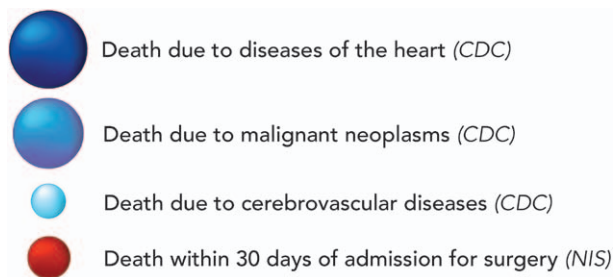 Death due to diseases of the heart (CDC)
Death due to malignant neoplasms (CDC)
Death due to cerebrovascular diseases (CDC)
Death within 30 days of admission for surgery (NIS)